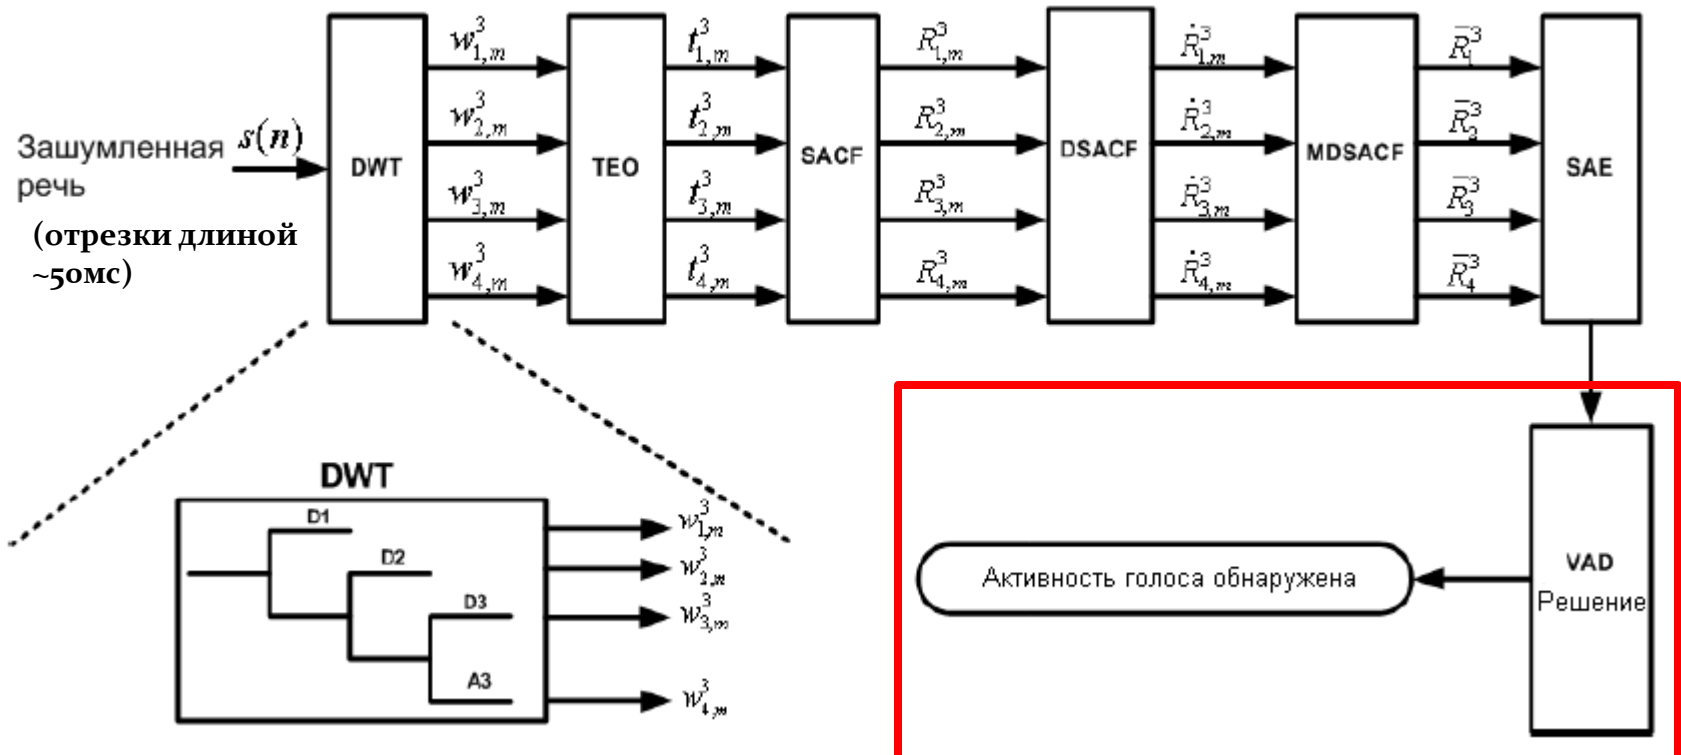 Зашумленная
речь
s(n)
(отрезки длиной
~50мс)
DWT
w³₁,ₘ
w³₂,ₘ
w³₃,ₘ
w³₄,ₘ
TEO
t³₁,ₘ
t³₂,ₘ
t³₃,ₘ
t³₄,ₘ
SACF
R³₁,ₘ
R³₂,ₘ
R³₃,ₘ
R³₄,ₘ
DSACF
Ṙ³₁,ₘ
Ṙ³₂,ₘ
Ṙ³₃,ₘ
Ṙ³₄,ₘ
MDSACF
R̅³₁
R̅³₂
R̅³₃
R̅³₄
SAE
DWT
D1
D2
D3
A3
w³₁,ₘ
w³₂,ₘ
w³₃,ₘ
w³₄,ₘ
Активность голоса обнаружена
VAD
Решение